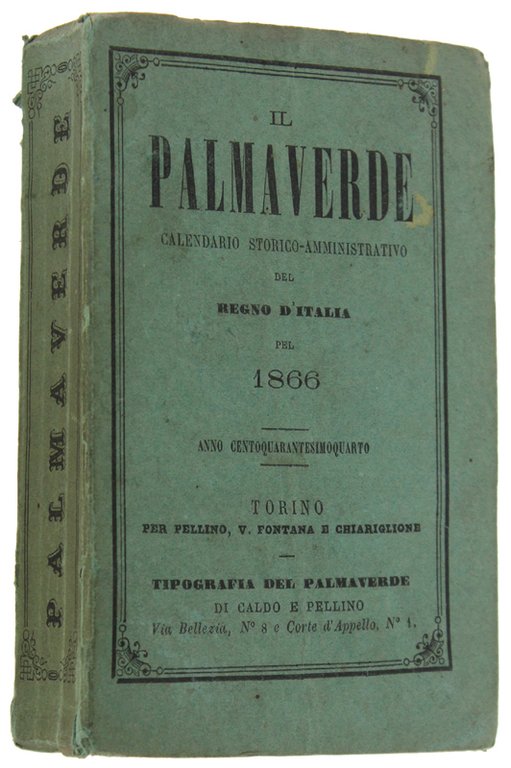 PALMAVERDE
IL
PALMAVERDE
CALENDARIO STORICO-AMMINISTRATIVO
DEL
REGNO D'ITALIA
PEL
1866
ANNO CENTOQUARANTESIMOQUARTO
TORINO
PER PELLINO, V. FONTANA E CHIARIGLIONE
TIPOGRAFIA DEL PALMAVERDE
DI CALDO E PELLINO
Via Bellezia, N° 8 e Corte d'Appello, N° 1.